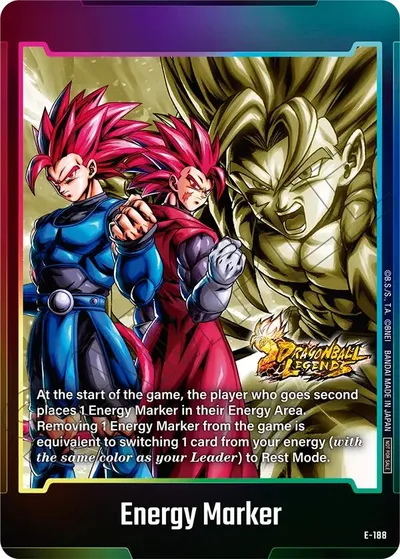 DRAGONBALL
LEGENDS
At the start of the game, the player who goes second
places 1 Energy Marker in their Energy Area.
Removing 1 Energy Marker from the game is
equivalent to switching 1 card from your energy (with
the same color as your Leader) to Rest Mode.
©B.S./S., T.A. ©BNEI BANDAI MADE IN JAPAN
NOT FOR SALE
Energy Marker
E-188